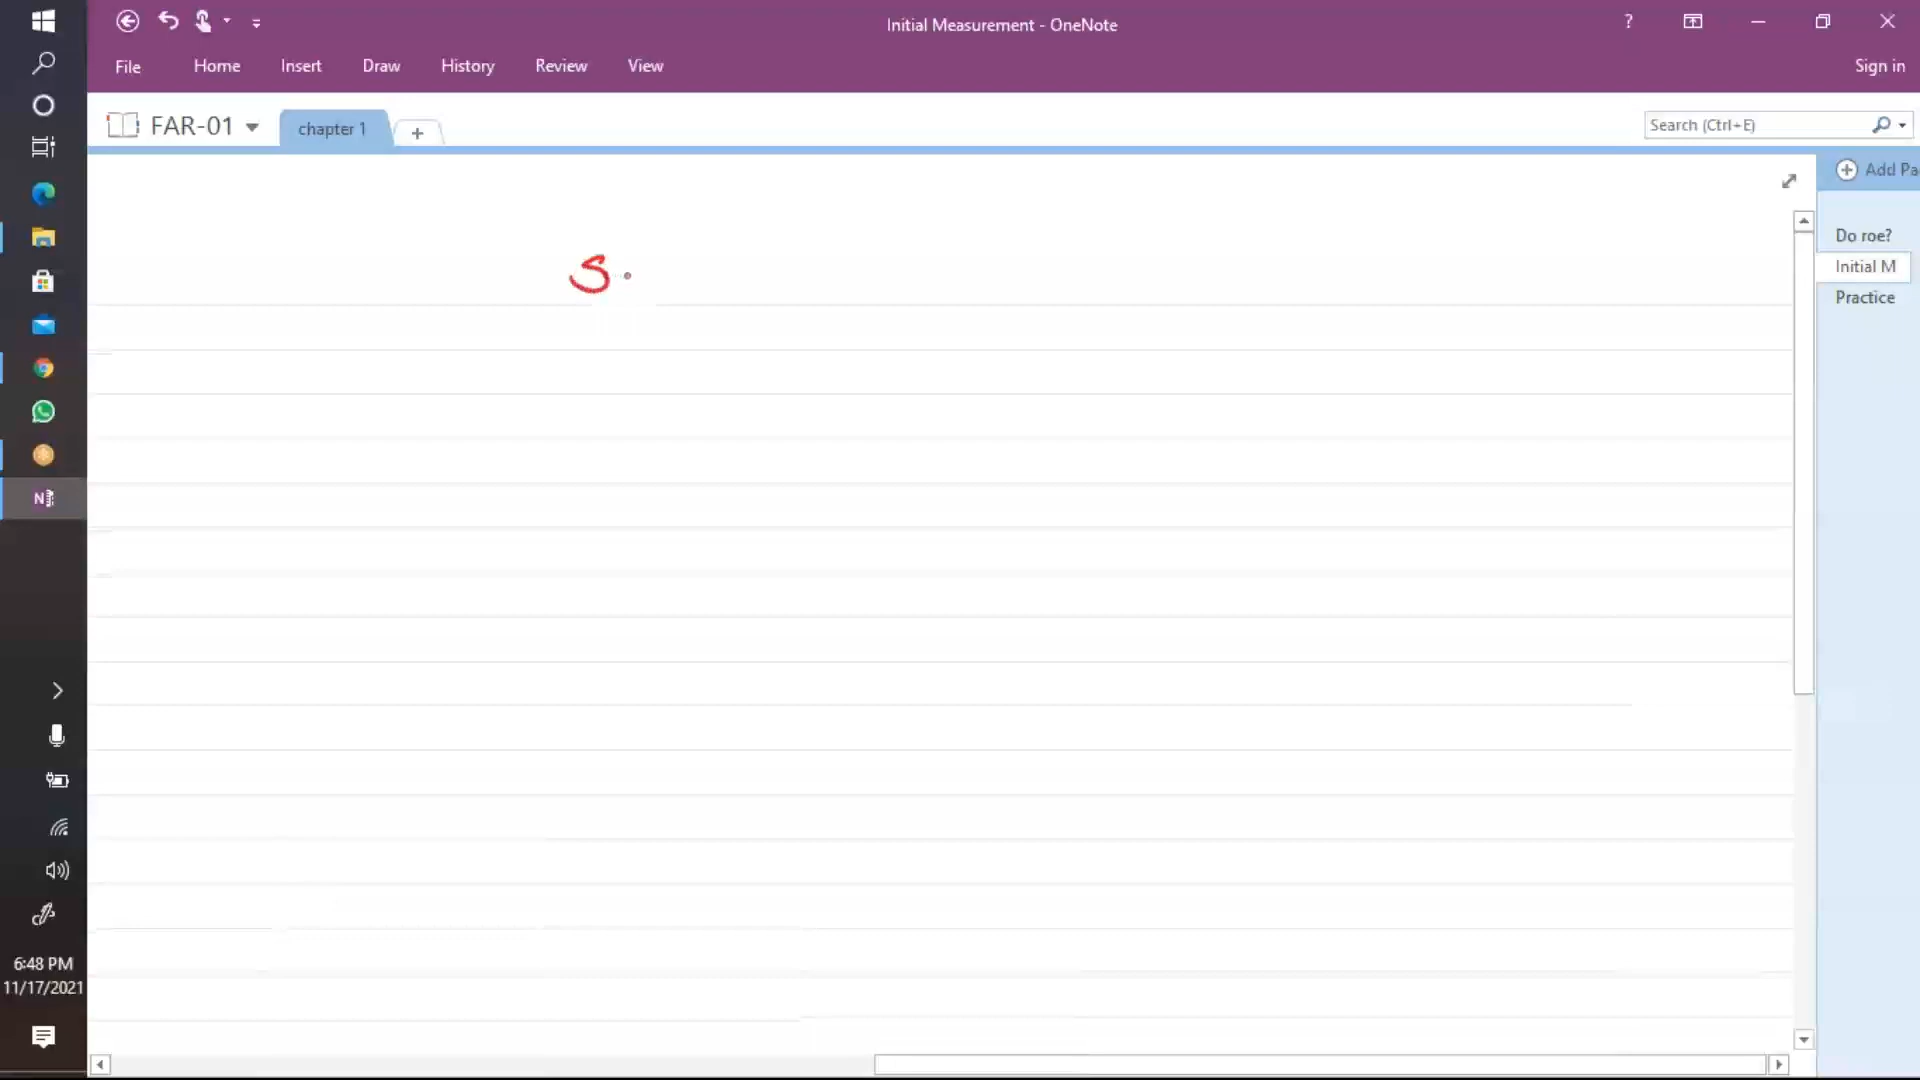 Initial Measurement - OneNote
?
File Home Insert Draw History Review View
Sign in
FAR-01
chapter 1
+
Search (Ctrl+E)
Add Pa
S
Do roe?
Initial M
Practice
N
6:48 PM
11/17/2021